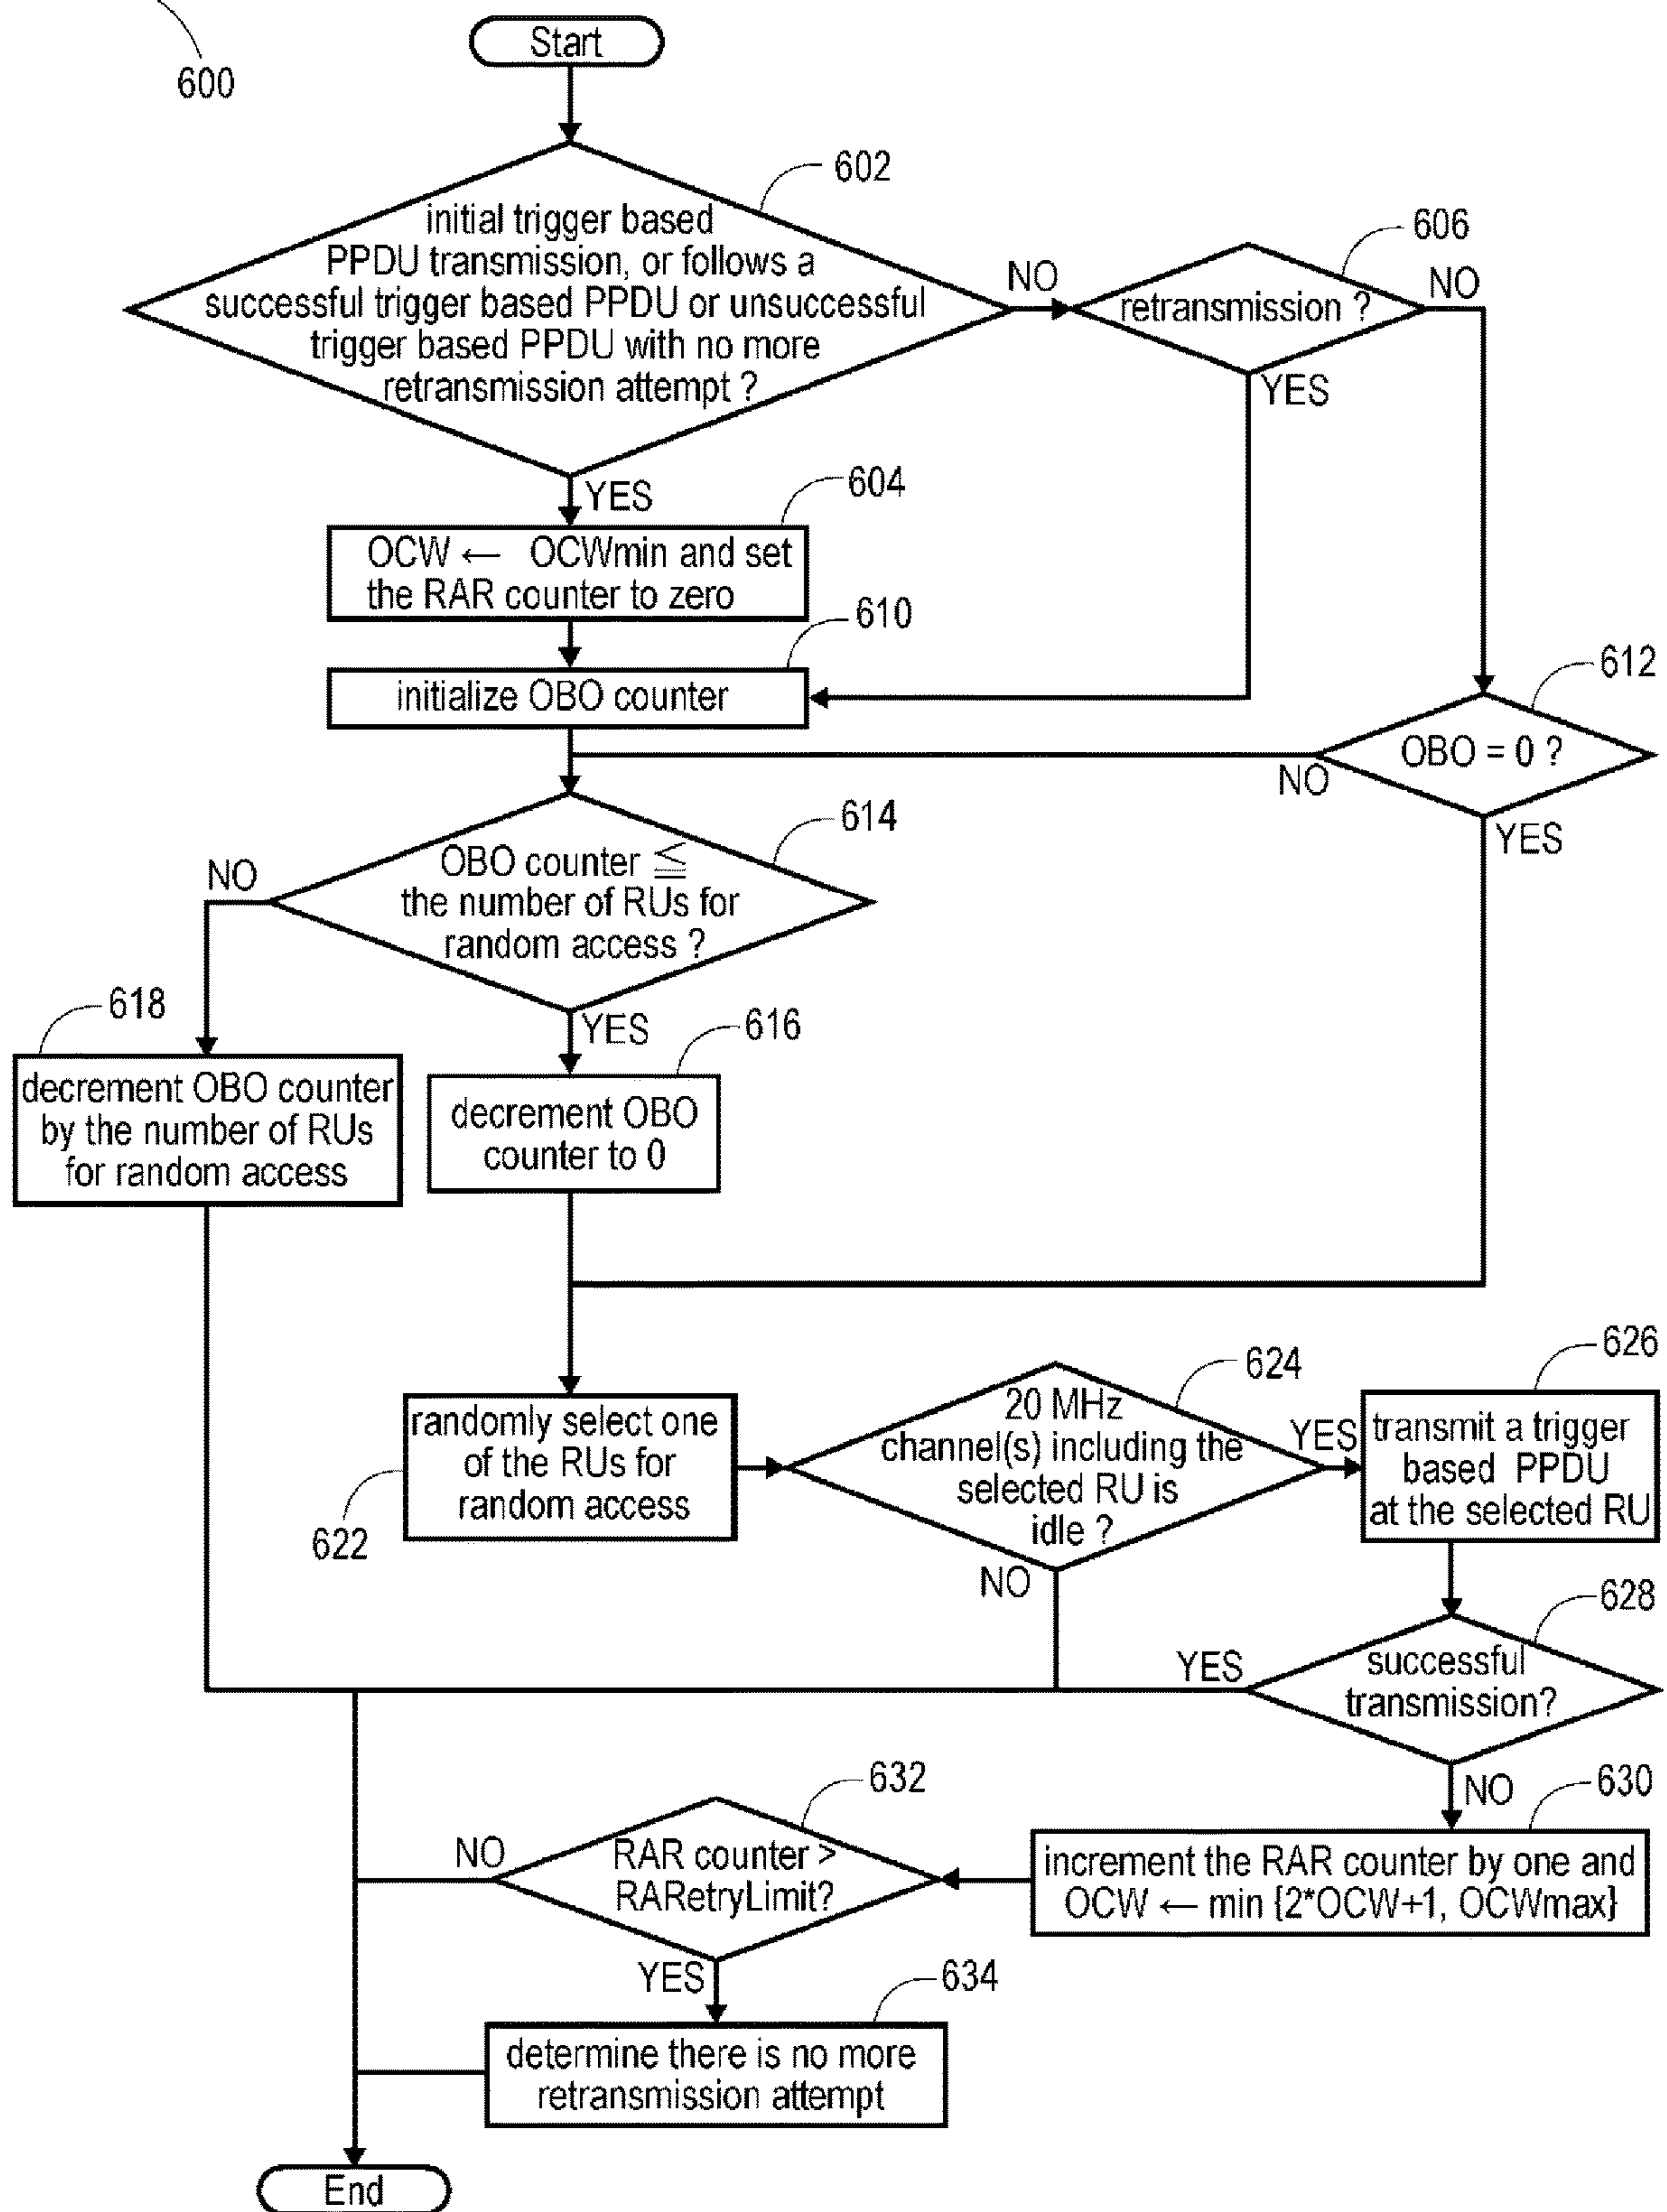 600
Start
602
initial trigger based
PPDU transmission, or follows a
successful trigger based PPDU or unsuccessful
trigger based PPDU with no more
retransmission attempt ?
NO
606
retransmission ?
NO
YES
YES
604
OCW ← OCWmin and set
the RAR counter to zero
610
initialize OBO counter
612
OBO = 0 ?
NO
YES
614
OBO counter ≦
the number of RUs for
random access ?
NO
YES
618
decrement OBO counter
by the number of RUs
for random access
616
decrement OBO
counter to 0
622
randomly select one
of the RUs for
random access
624
20 MHz
channel(s) including the
selected RU is
idle ?
YES
NO
626
transmit a trigger
based PPDU
at the selected RU
628
successful
transmission?
YES
NO
630
increment the RAR counter by one and
OCW ← min {2*OCW+1, OCWmax}
632
RAR counter >
RARetryLimit?
NO
YES
634
determine there is no more
retransmission attempt
End